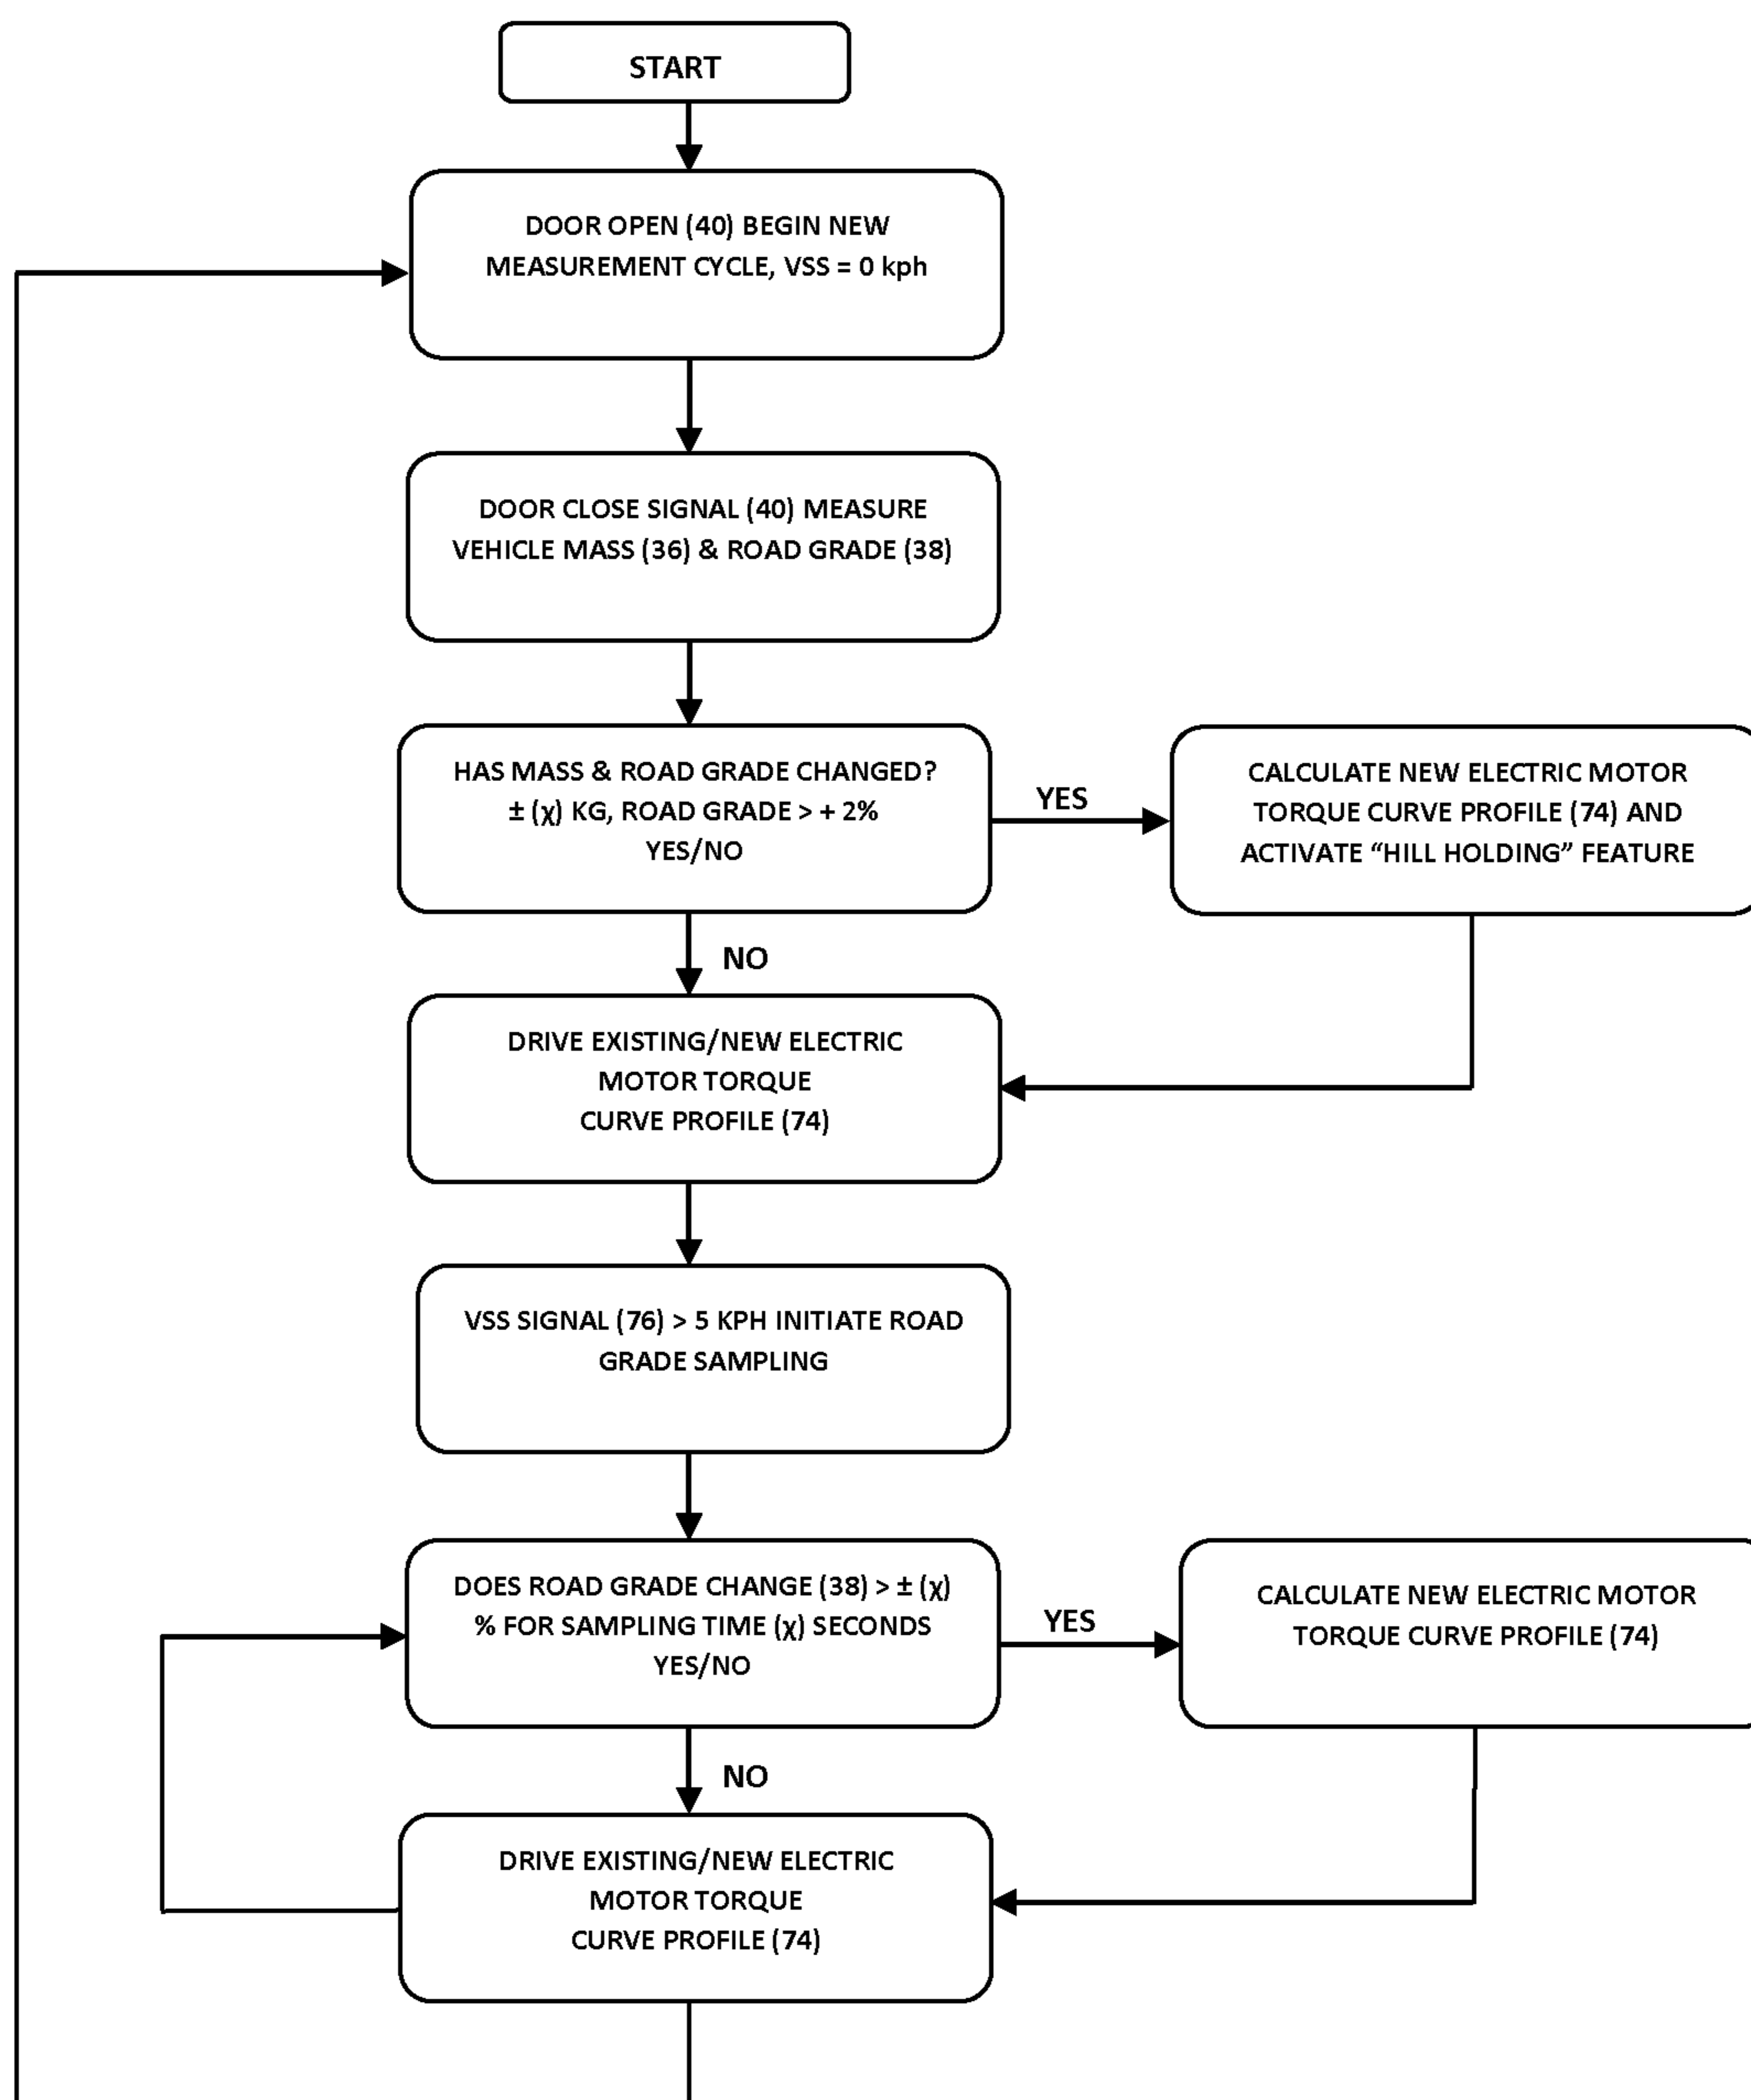 START
DOOR OPEN (40) BEGIN NEW
MEASUREMENT CYCLE, VSS = 0 kph
DOOR CLOSE SIGNAL (40) MEASURE
VEHICLE MASS (36) & ROAD GRADE (38)
HAS MASS & ROAD GRADE CHANGED?
± (χ) KG, ROAD GRADE > + 2%
YES/NO
YES
CALCULATE NEW ELECTRIC MOTOR
TORQUE CURVE PROFILE (74) AND
ACTIVATE “HILL HOLDING” FEATURE
NO
DRIVE EXISTING/NEW ELECTRIC
MOTOR TORQUE
CURVE PROFILE (74)
VSS SIGNAL (76) > 5 KPH INITIATE ROAD
GRADE SAMPLING
DOES ROAD GRADE CHANGE (38) > ± (χ)
% FOR SAMPLING TIME (χ) SECONDS
YES/NO
YES
CALCULATE NEW ELECTRIC MOTOR
TORQUE CURVE PROFILE (74)
NO
DRIVE EXISTING/NEW ELECTRIC
MOTOR TORQUE
CURVE PROFILE (74)